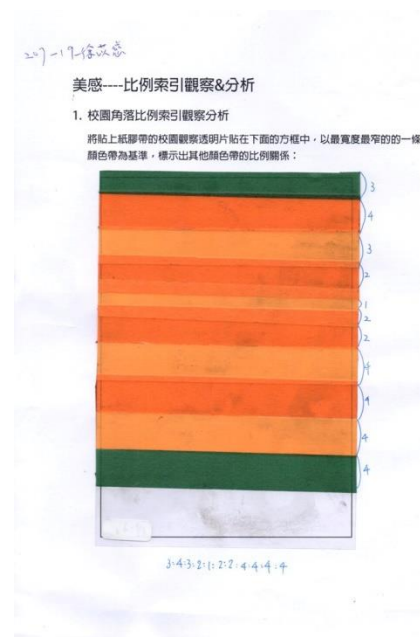 207-17-徐苡慈
美感----比例索引觀察&分析
1. 校園角落比例索引觀察分析
將貼上紙膠帶的校園觀察透明片貼在下面的方框中，以最寬度最窄的的一條
顏色帶為基準，標示出其他顏色帶的比例關係：
3
4
3
2
1
2
2
4
4
4
4
3:4:3:2:1:2:2:4:4:4:4